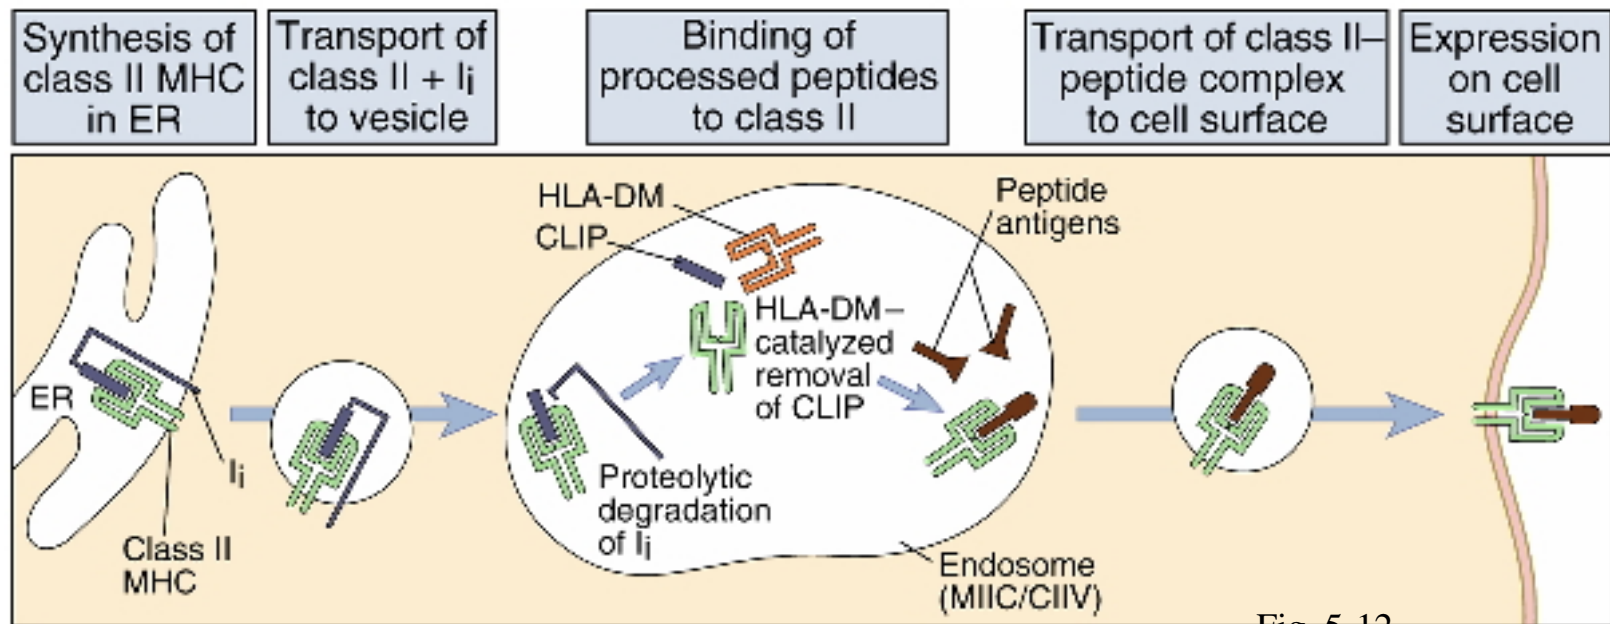 Synthesis of
class II MHC
in ER
Transport of
class II + Ii
to vesicle
Binding of
processed peptides
to class II
Transport of class II–
peptide complex
to cell surface
Expression
on cell
surface
HLA-DM
CLIP
Peptide
antigens
HLA-DM–
catalyzed
removal
of CLIP
ER
Ii
Class II
MHC
Proteolytic
degradation
of Ii
Endosome
(MIIC/CIIV)
Fig. 5-12